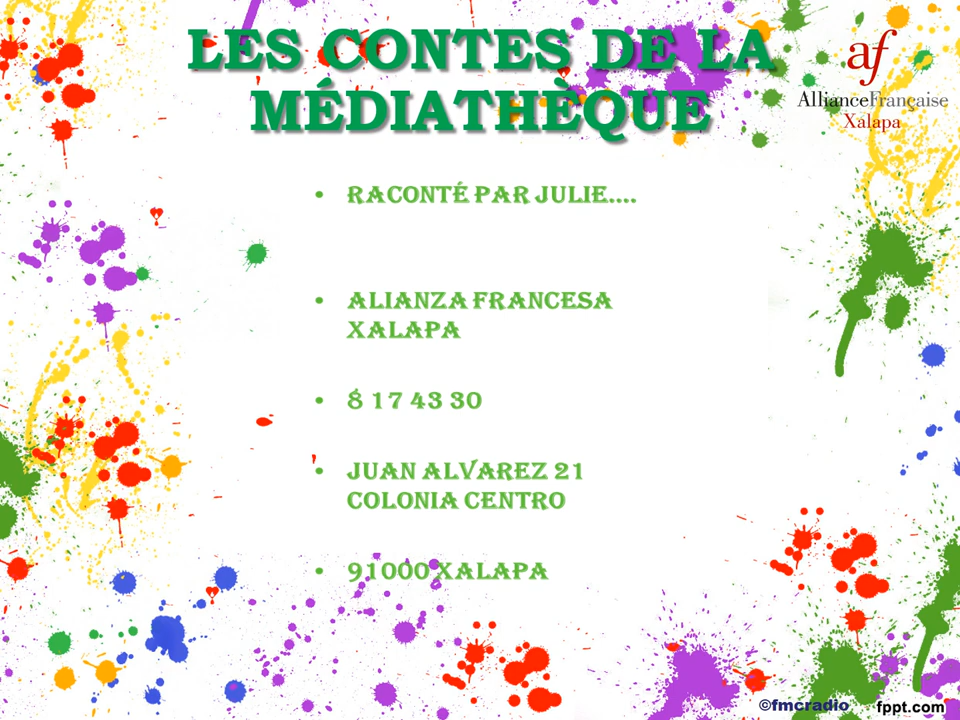 LES CONTES DE LA
MÉDIATHÈQUE
af
AllianceFrançaise
Xalapa
• RACONTÉ PAR JULIE....
• ALIANZA FRANCESA
XALAPA
• 8 17 43 30
• JUAN ALVAREZ 21
COLONIA CENTRO
• 91000 XALAPA
©fmcradio
fppt.com